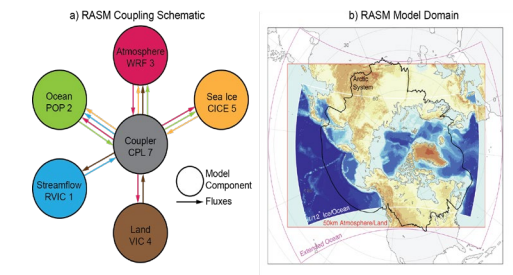 a) RASM Coupling Schematic
Atmosphere
WRF 3
Ocean
POP 2
Sea Ice
CICE 5
Coupler
CPL 7
Streamflow
RVIC 1
Model
Component
Fluxes
Land
VIC 4
b) RASM Model Domain
Arctic
System
1/12° Ice/Ocean
50km Atmosphere/Land
Extended Ocean